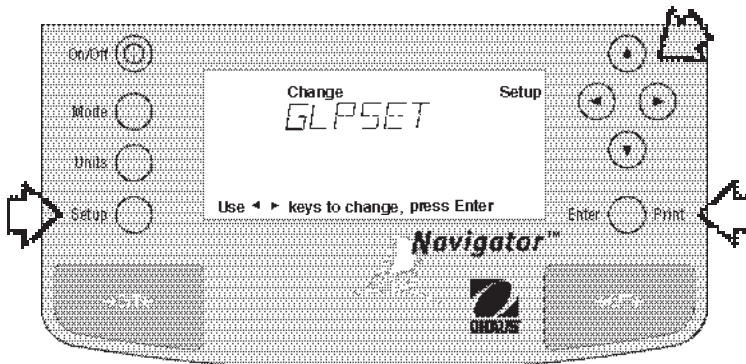 On/Off
Change Setup
GLPSET
Mode
Units
Use ◄ ► keys to change, press Enter
Setup
Enter Print
Navigator™
OHAUS